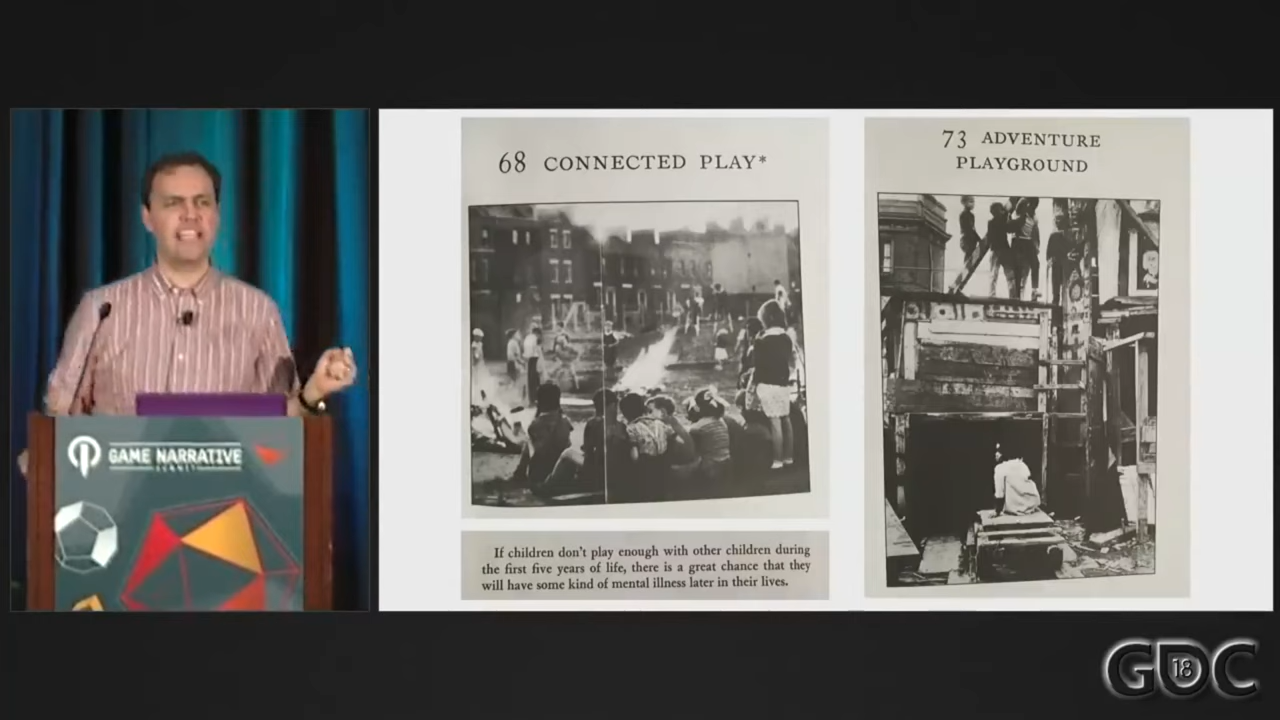 GAME NARRATIVE
SUMMIT
68 CONNECTED PLAY*
If children don't play enough with other children during
the first five years of life, there is a great chance that they
will have some kind of mental illness later in their lives.
73 ADVENTURE
PLAYGROUND
GDC
18